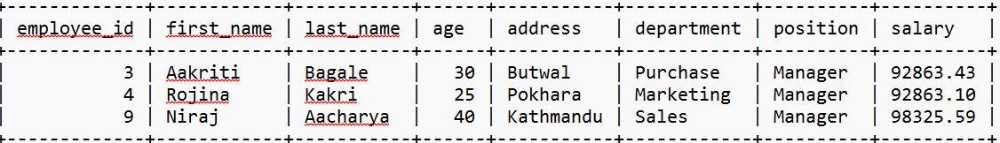 employee_id | first_name | last_name | age | address | department | position | salary
3 | Aakriti | Bagale | 30 | Butwal | Purchase | Manager | 92863.43
4 | Rojina | Kakri | 25 | Pokhara | Marketing | Manager | 92863.10
9 | Niraj | Aacharya | 40 | Kathmandu | Sales | Manager | 98325.59